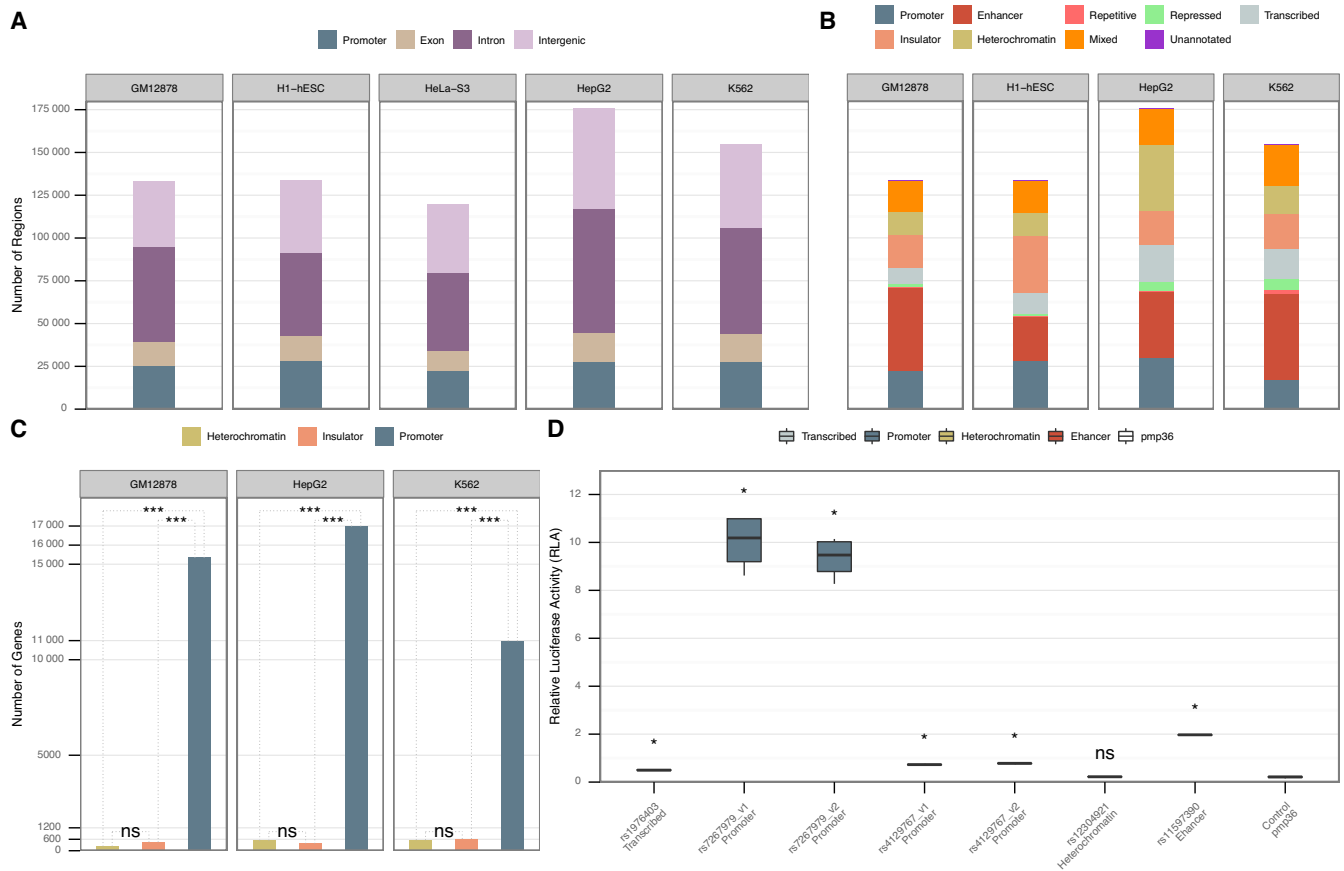 A
Promoter Exon Intron Intergenic
GM12878 H1-hESC HeLa-S3 HepG2 K562
Number of Regions
175 000
150 000
125 000
100 000
75 000
50 000
25 000
0
B
Promoter Enhancer Repetitive Repressed Transcribed
Insulator Heterochromatin Mixed Unannotated
GM12878 H1-hESC HepG2 K562
C
Heterochromatin Insulator Promoter
GM12878 HepG2 K562
Number of Genes
17 000
16 000
15 000
11 000
10 000
5000
1200
600
0
*** *** ***
*** *** ***
ns ns ns
D
Transcribed Promoter Heterochromatin Ehancer pmp36
Relative Luciferase Activity (RLA)
12
10
8
6
4
2
0
* * * * * ns *
rs1976403
Transcribed
rs7267979_v1
Promoter
rs7267979_v2
Promoter
rs4129767_v1
Promoter
rs4129767_v2
Promoter
rs12304921
Heterochromatin
rs11597390
Ehancer
Control
pmp36